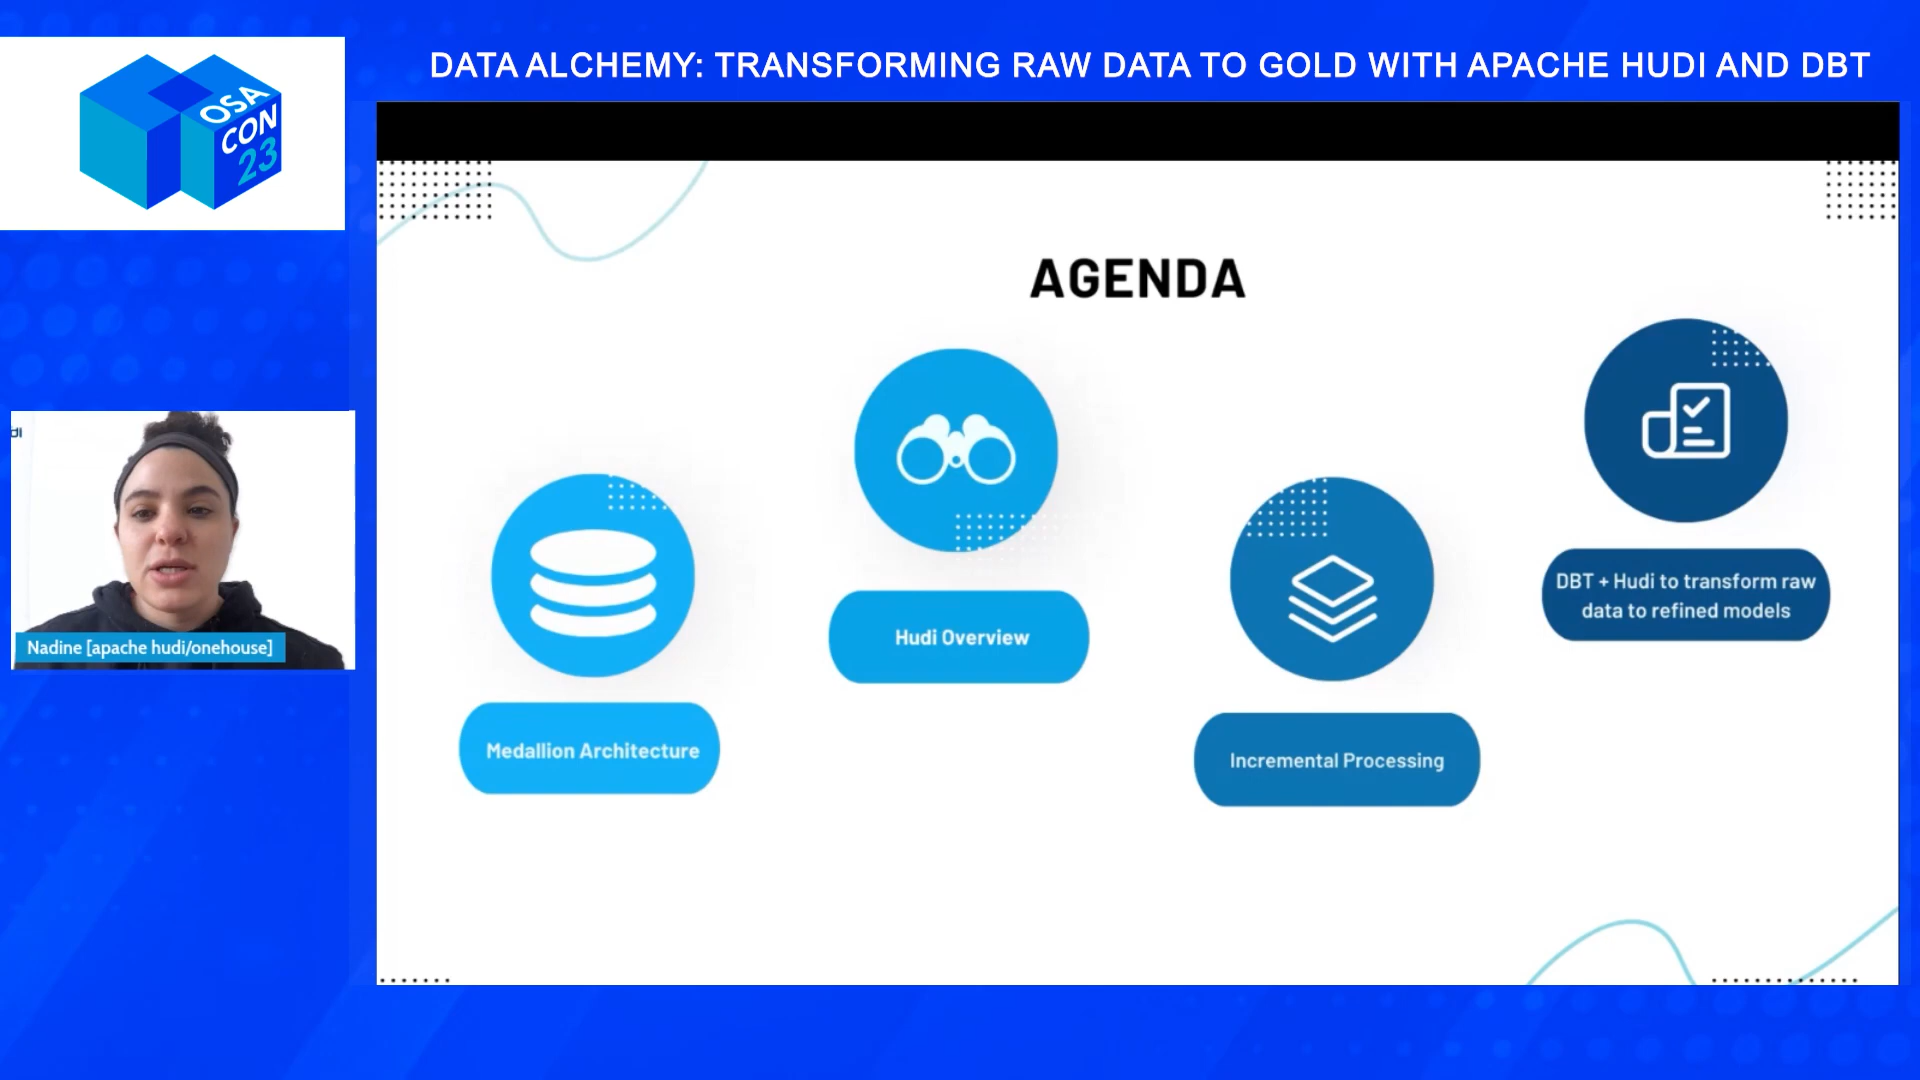 DATA ALCHEMY: TRANSFORMING RAW DATA TO GOLD WITH APACHE HUDI AND DBT
OSA
CON
23
AGENDA
Medallion Architecture
Hudi Overview
Incremental Processing
DBT + Hudi to transform raw
data to refined models
di
Nadine [apache hudi/onehouse]